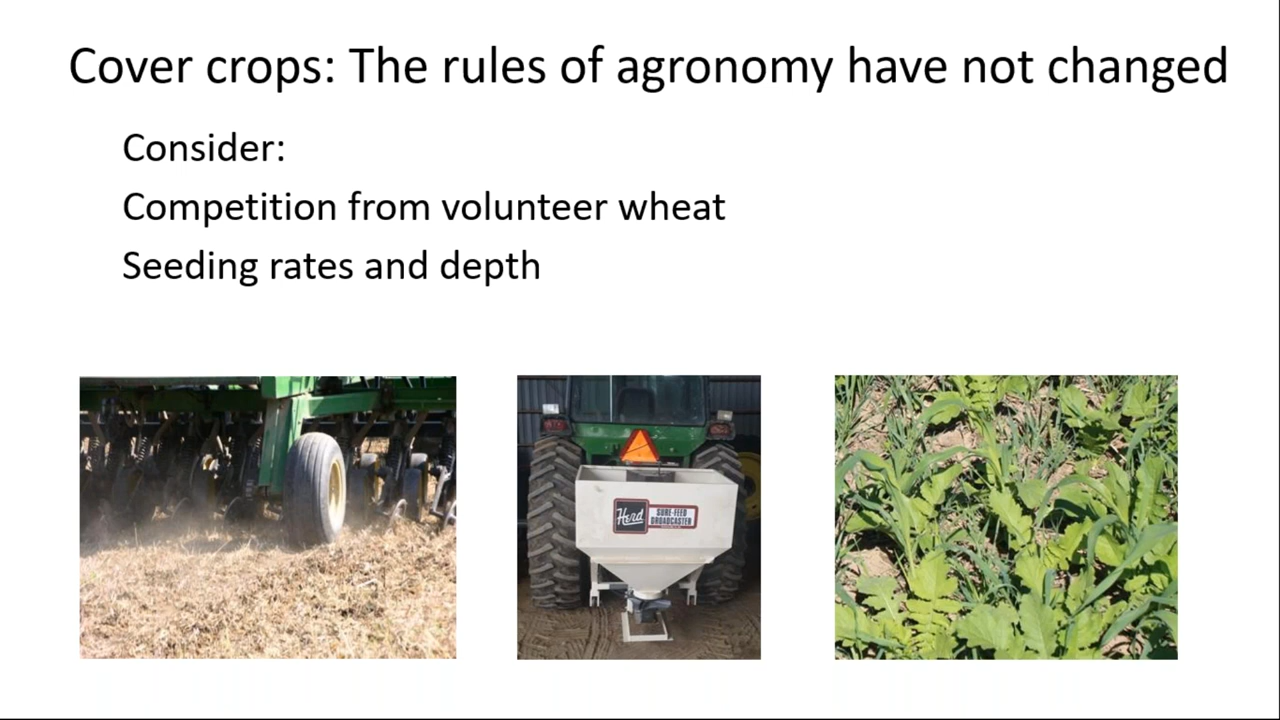 Cover crops: The rules of agronomy have not changed
Consider:
Competition from volunteer wheat
Seeding rates and depth
Herd
SURE-FEED
BROADCASTER